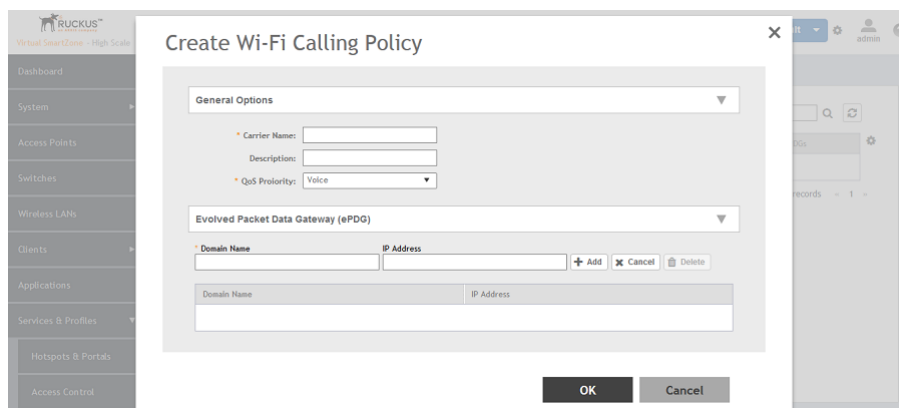 RUCKUS™
Virtual SmartZone - High Scale
admin
Dashboard
System
Access Points
Switches
Wireless LANs
Clients
Applications
Services & Profiles
Hotspots & Portals
Access Control
Create Wi-Fi Calling Policy
General Options
* Carrier Name:
Description:
* QoS Proiority: Voice
Evolved Packet Data Gateway (ePDG)
* Domain Name IP Address
Add Cancel Delete
Domain Name IP Address
OK Cancel
records 1